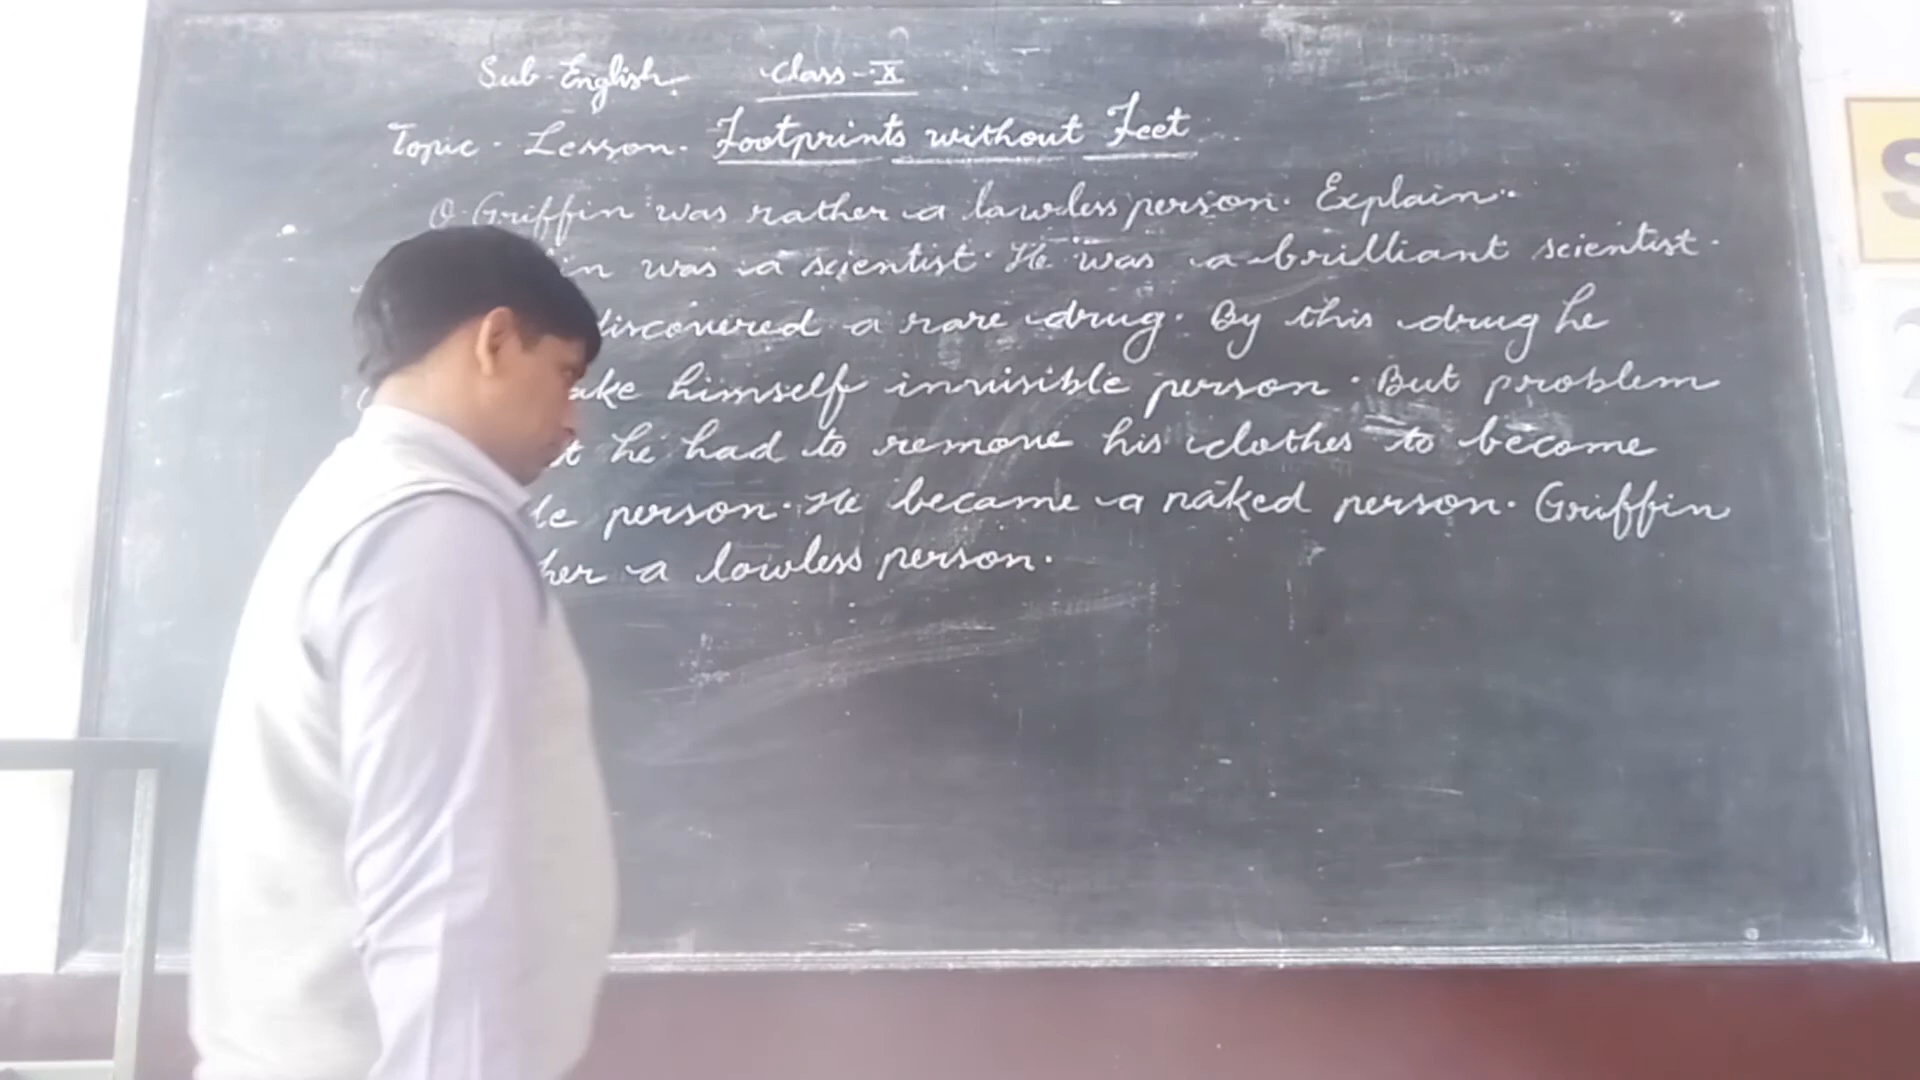 Sub-English Class-X
Topic - Lesson. Footprints without Feet
Q. Griffin was rather a lawless person. Explain.
in was a scientist. He was a brilliant scientist.
discovered a rare drug. By this drug he
ake himself invisible person. But problem
t he had to remove his clothes to become
le person. He became a naked person. Griffin
her a lowless person.
S